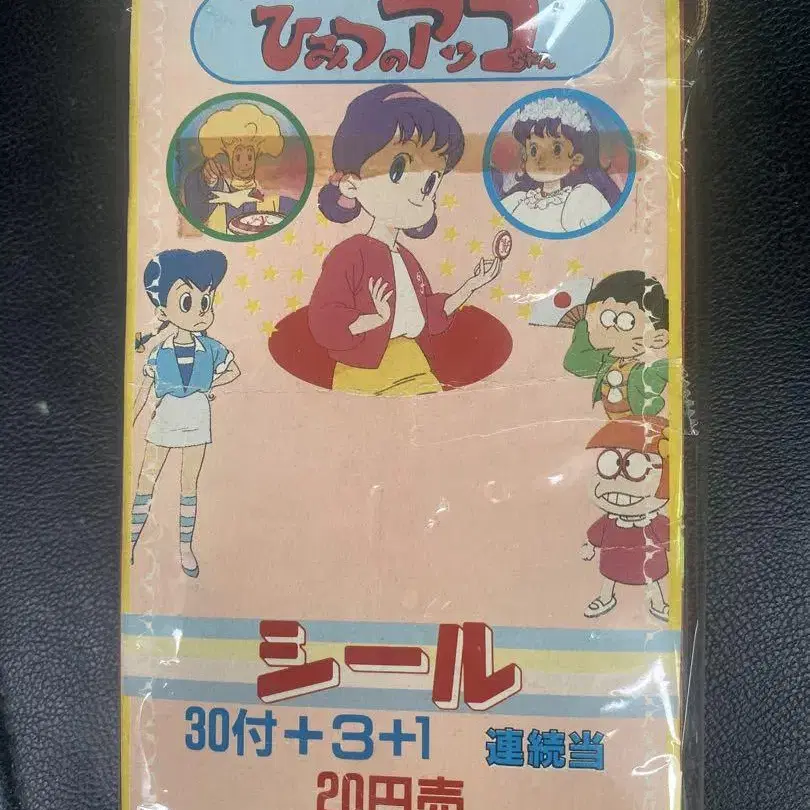 ひみつのアッコちゃん
シール
30付+3+1 連続当
20円売